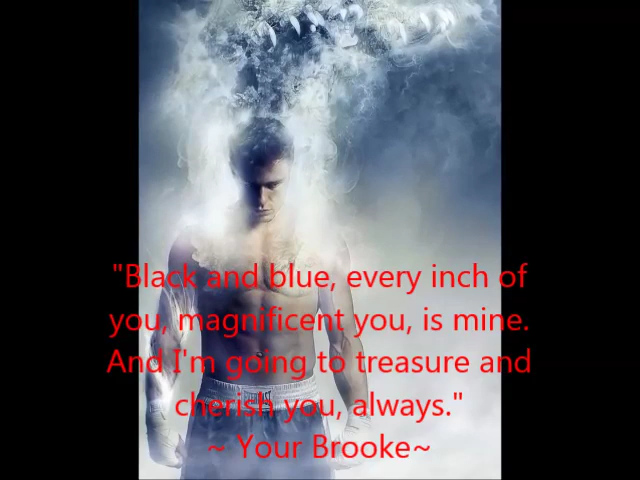 "Black and blue, every inch of
you, magnificent you, is mine.
And I'm going to treasure and
cherish you, always."
~ Your Brooke~